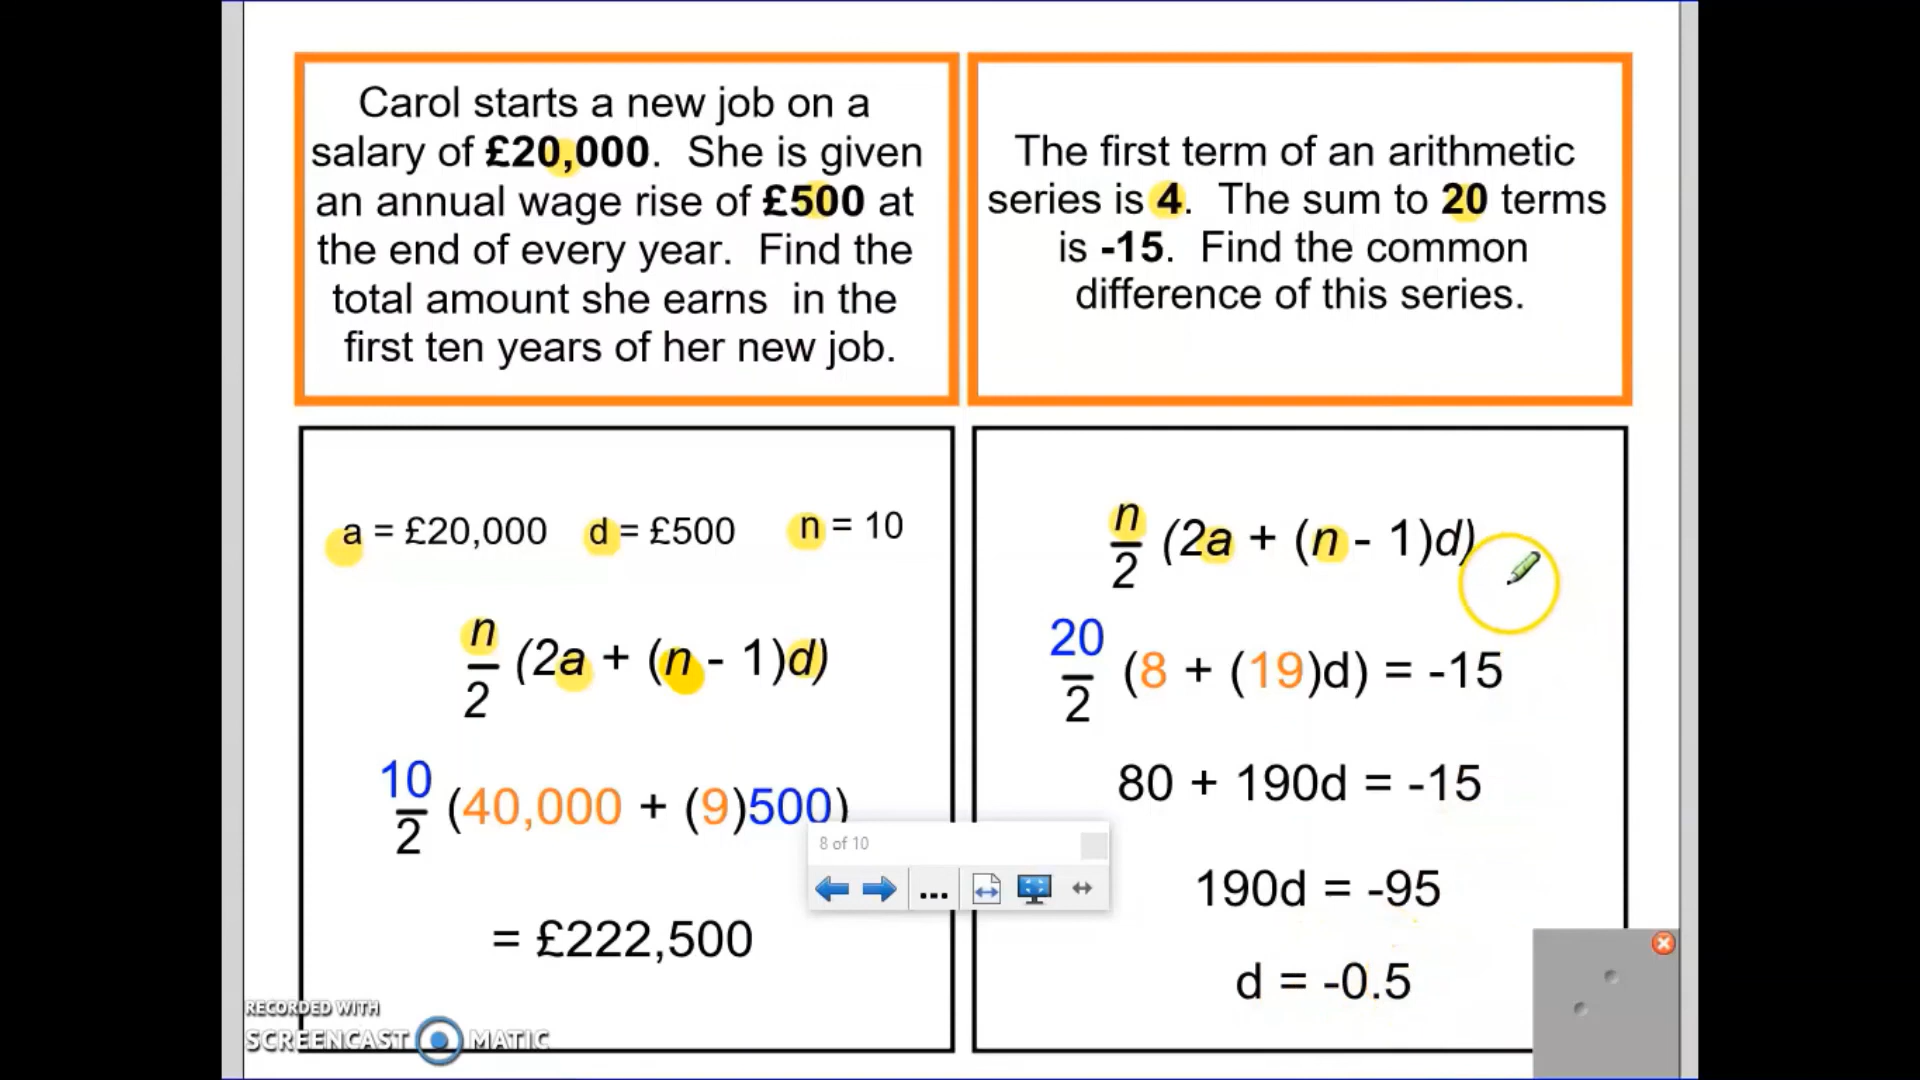 Carol starts a new job on a
salary of £20,000. She is given
an annual wage rise of £500 at
the end of every year. Find the
total amount she earns in the
first ten years of her new job.
The first term of an arithmetic
series is 4. The sum to 20 terms
is -15. Find the common
difference of this series.
a = £20,000 d = £500 n = 10
n/2 (2a + (n - 1)d)
10/2 (40,000 + (9)500)
= £222,500
n/2 (2a + (n - 1)d)
20/2 (8 + (19)d) = -15
80 + 190d = -15
190d = -95
d = -0.5
8 of 10
...
RECORDED WITH
SCREENCAST MATIC